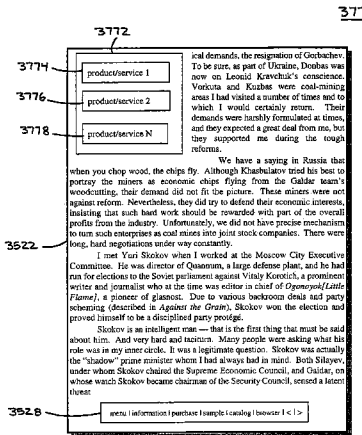 377
3772
3774
3776
3778
3522
3528
product/service 1
product/service 2
product/service N
ical demands, the resignation of Gorbachev.
To be sure, as part of Ukraine, Donbas was
now on Leonid Kravchuk's conscience.
Vorkuta and Kuzbas were coal-mining
areas I had visited a number of times and to
which I would certainly return. Their
demands were harshly formulated at times,
and they expected a great deal from me, but
they supported me during the tough
reforms.
We have a saying in Russia that
when you chop wood, the chips fly. Although Khasbulatov tried his best to
portray the miners as economic chips flying from the Gaidar team's
woodcutting, their demand did not fit the picture. These miners were not
against reform. Nevertheless, they did try to defend their economic interests,
insisting that such hard work should be rewarded with part of the overall
profits from the industry. Unfortunately, we did not have precise mechanism
to turn such enterprises as coal mines into joint stock companies. There were
long, hard negotiations under way constantly.
I met Yuri Skokov when I worked at the Moscow City Executive
Committee. He was director of Quantum, a large defense plant, and he had
run for elections to the Soviet parliament against Vitaly Korotich, a prominent
writer and journalist who at the time was editor in chief of Ogonoyok[Little
Flame], a pioneer of glasnost. Due to various backroom deals and party
scheming (described in Against the Grain), Skokov won the election and
proved himself to be a disciplined party protégé.
Skokov is an intelligent man — that is the first thing that must be said
about him. And very hard and taciturn. Many people were asking what his
role was in my inner circle. It was a legitimate question. Skokov was actually
the "shadow" prime minister whom I had always had in mind. Both Silayev,
under whom Skokov chaired the Supreme Economic Council, and Gaidar, on
whose watch Skokov became chairman of the Security Council, sensed a latent
threat
menu | information | purchase | sample | catalog | browser | < | >